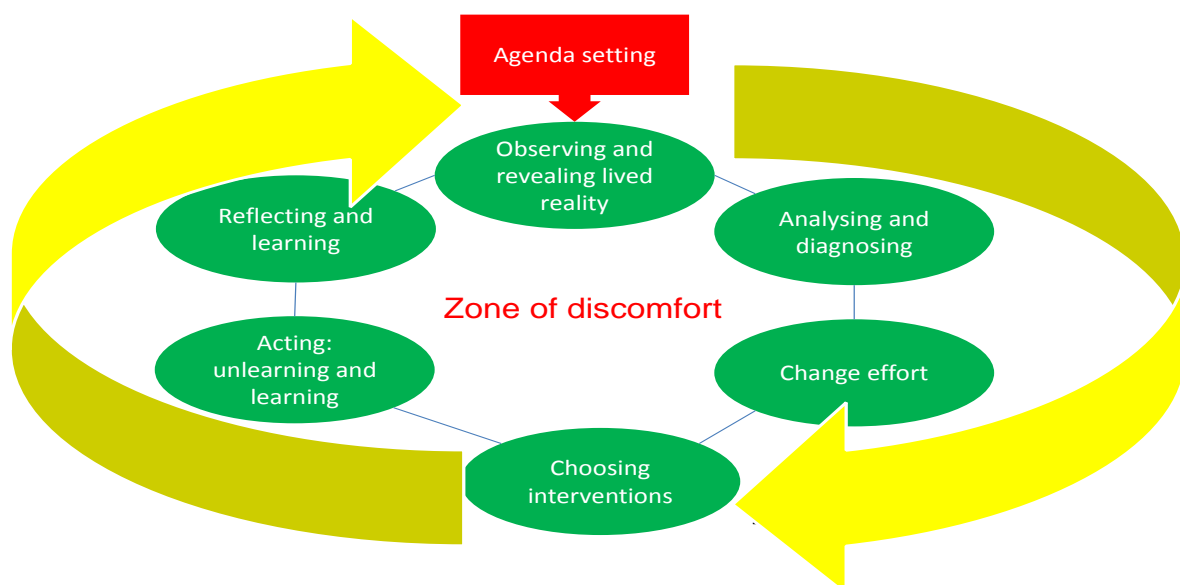 Agenda setting
Observing and
revealing lived
reality
Analysing and
diagnosing
Change effort
Choosing
interventions
Acting:
unlearning and
learning
Reflecting and
learning
Zone of discomfort